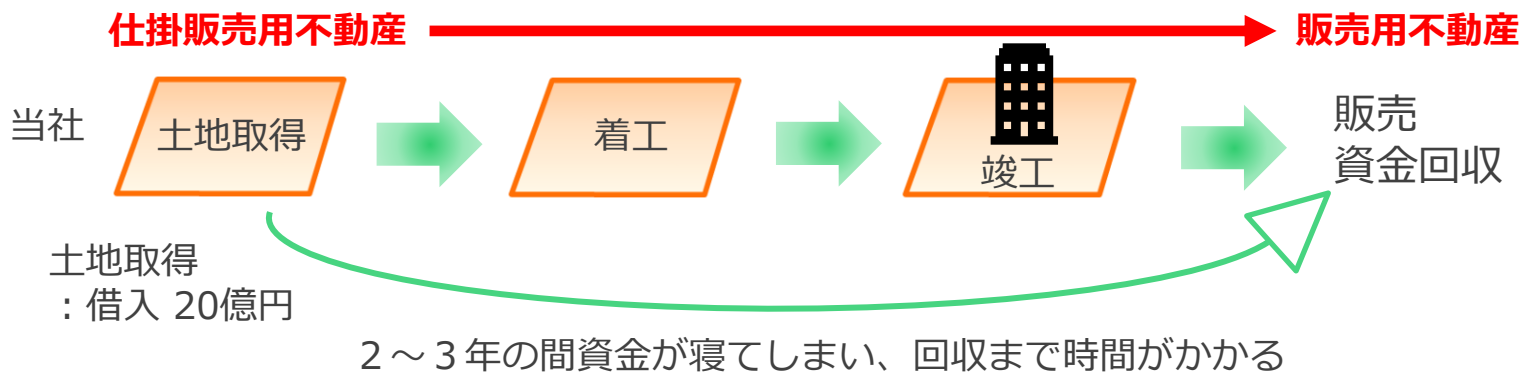 仕掛販売用不動産
販売用不動産
当社
土地取得
着工
竣工
販売
資金回収
土地取得
：借入 20億円
２～３年の間資金が寝てしまい、回収まで時間がかかる